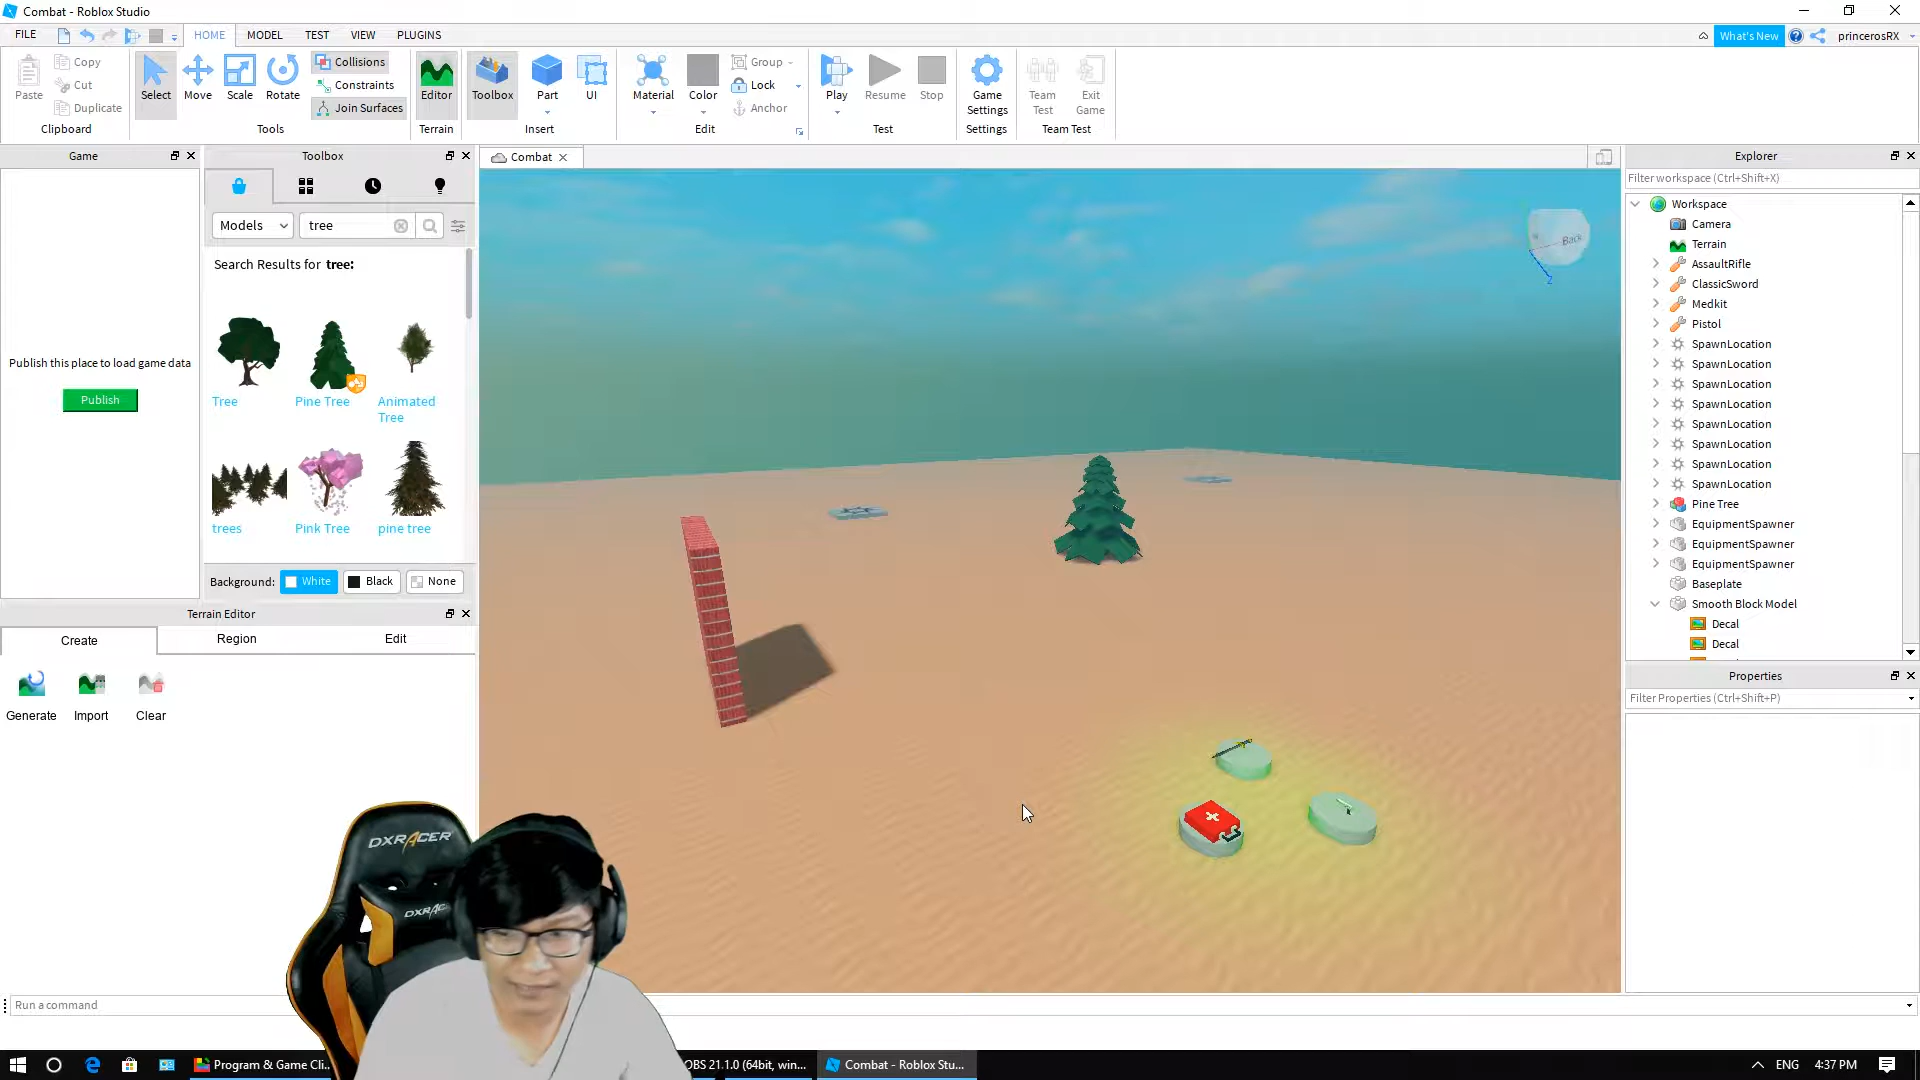 Combat - Roblox Studio
FILE
HOME
MODEL
TEST
VIEW
PLUGINS
What's New
princerosRX
Paste
Copy
Cut
Duplicate
Clipboard
Select
Move
Scale
Rotate
Collisions
Constraints
Join Surfaces
Tools
Editor
Terrain
Toolbox
Part
UI
Insert
Material
Color
Group
Lock
Anchor
Edit
Play
Resume
Stop
Test
Game Settings
Settings
Team Test
Exit Game
Team Test
Game
Publish this place to load game data
Publish
Toolbox
Models
tree
Search Results for tree:
Tree
Pine Tree
Animated Tree
trees
Pink Tree
pine tree
Background:
White
Black
None
Terrain Editor
Create
Region
Edit
Generate
Import
Clear
Combat
Back
Z
Explorer
Filter workspace (Ctrl+Shift+X)
Workspace
Camera
Terrain
AssaultRifle
ClassicSword
Medkit
Pistol
SpawnLocation
SpawnLocation
SpawnLocation
SpawnLocation
SpawnLocation
SpawnLocation
SpawnLocation
SpawnLocation
Pine Tree
EquipmentSpawner
EquipmentSpawner
EquipmentSpawner
Baseplate
Smooth Block Model
Decal
Decal
Properties
Filter Properties (Ctrl+Shift+P)
DXRACER
Run a command
Program & Game Cli...
OBS 21.1.0 (64bit, win...
Combat - Roblox Stu...
ENG
4:37 PM